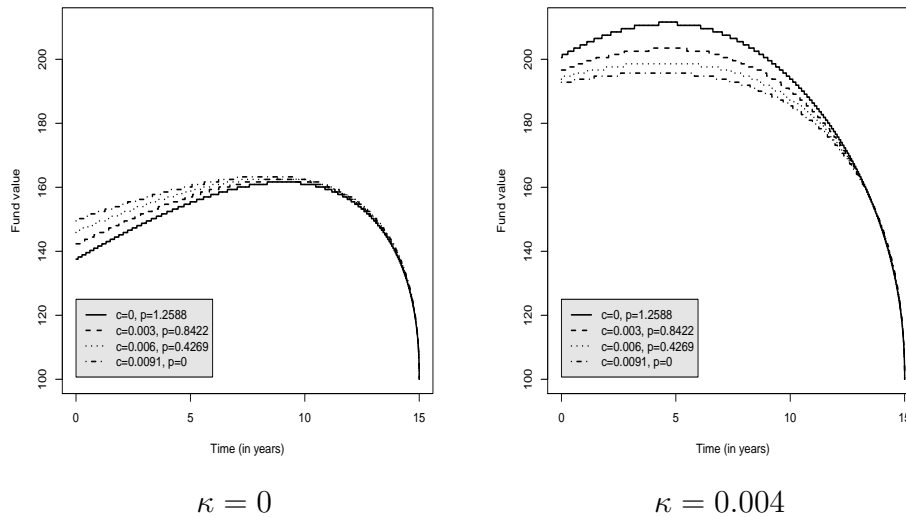 Fund value
200
180
160
140
120
100
c=0, p=1.2588
c=0.003, p=0.8422
c=0.006, p=0.4269
c=0.0091, p=0
0 5 10 15
Time (in years)
κ = 0
Fund value
200
180
160
140
120
100
c=0, p=1.2588
c=0.003, p=0.8422
c=0.006, p=0.4269
c=0.0091, p=0
0 5 10 15
Time (in years)
κ = 0.004